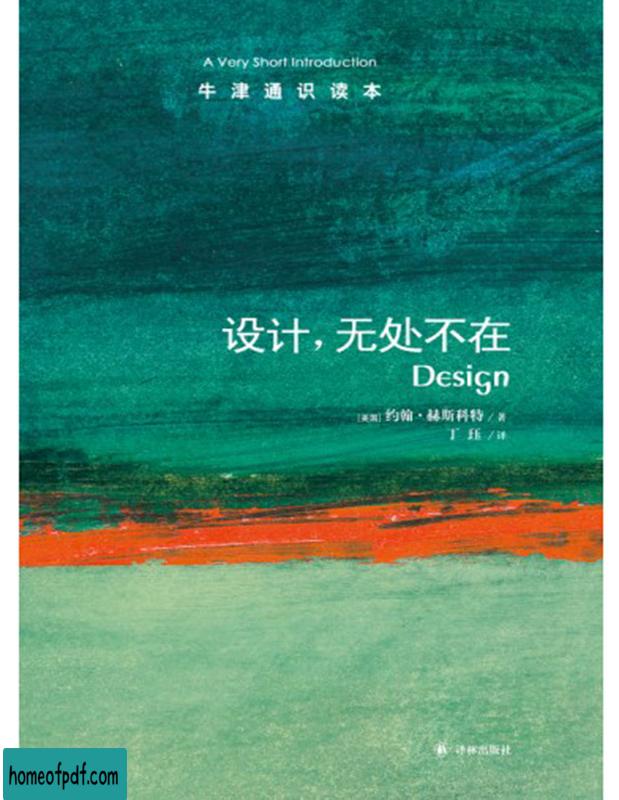 A Very Short Introduction
牛津通识读本
设计，无处不在
Design
[英国] 约翰·赫斯科特 / 著
丁珏 / 译
译林出版社
homeofpdf.com